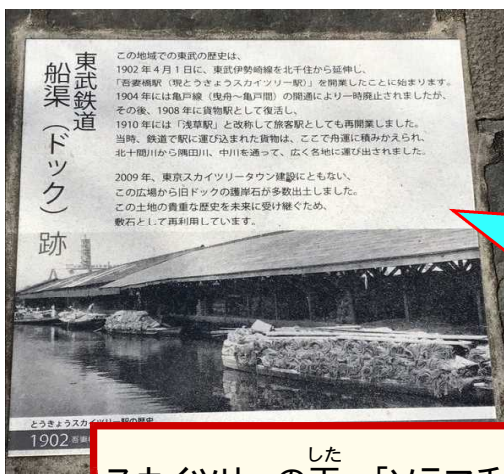 東武鉄道
船渠(ドック)跡
この地域での東武の歴史は、
1902年4月1日に、東武伊勢崎線を北千住から延伸し、
「吾妻橋駅(現とうきょうスカイツリー駅)」を開業したことに始まります。
1904年には亀戸線(曳舟〜亀戸間)の開通により一時廃止されましたが、
その後、1908年に貨物駅として復活し、
1910年には「浅草駅」と改称して旅客駅としても再開業しました。
当時、鉄道で駅に運び込まれた貨物は、ここで舟運に積みかえられ、
北十間川から隅田川、中川を通って、広く各地に運び出されました。
2009年、東京スカイツリータウン建設にともない、
この広場から旧ドックの護岸石が多数出土しました。
この土地の貴重な歴史を未来に受け継ぐため、
敷石として再利用しています。
とうきょうスカイツリー駅の歴史
1902 吾妻
した
スカイツリーの下、「ソラマチ